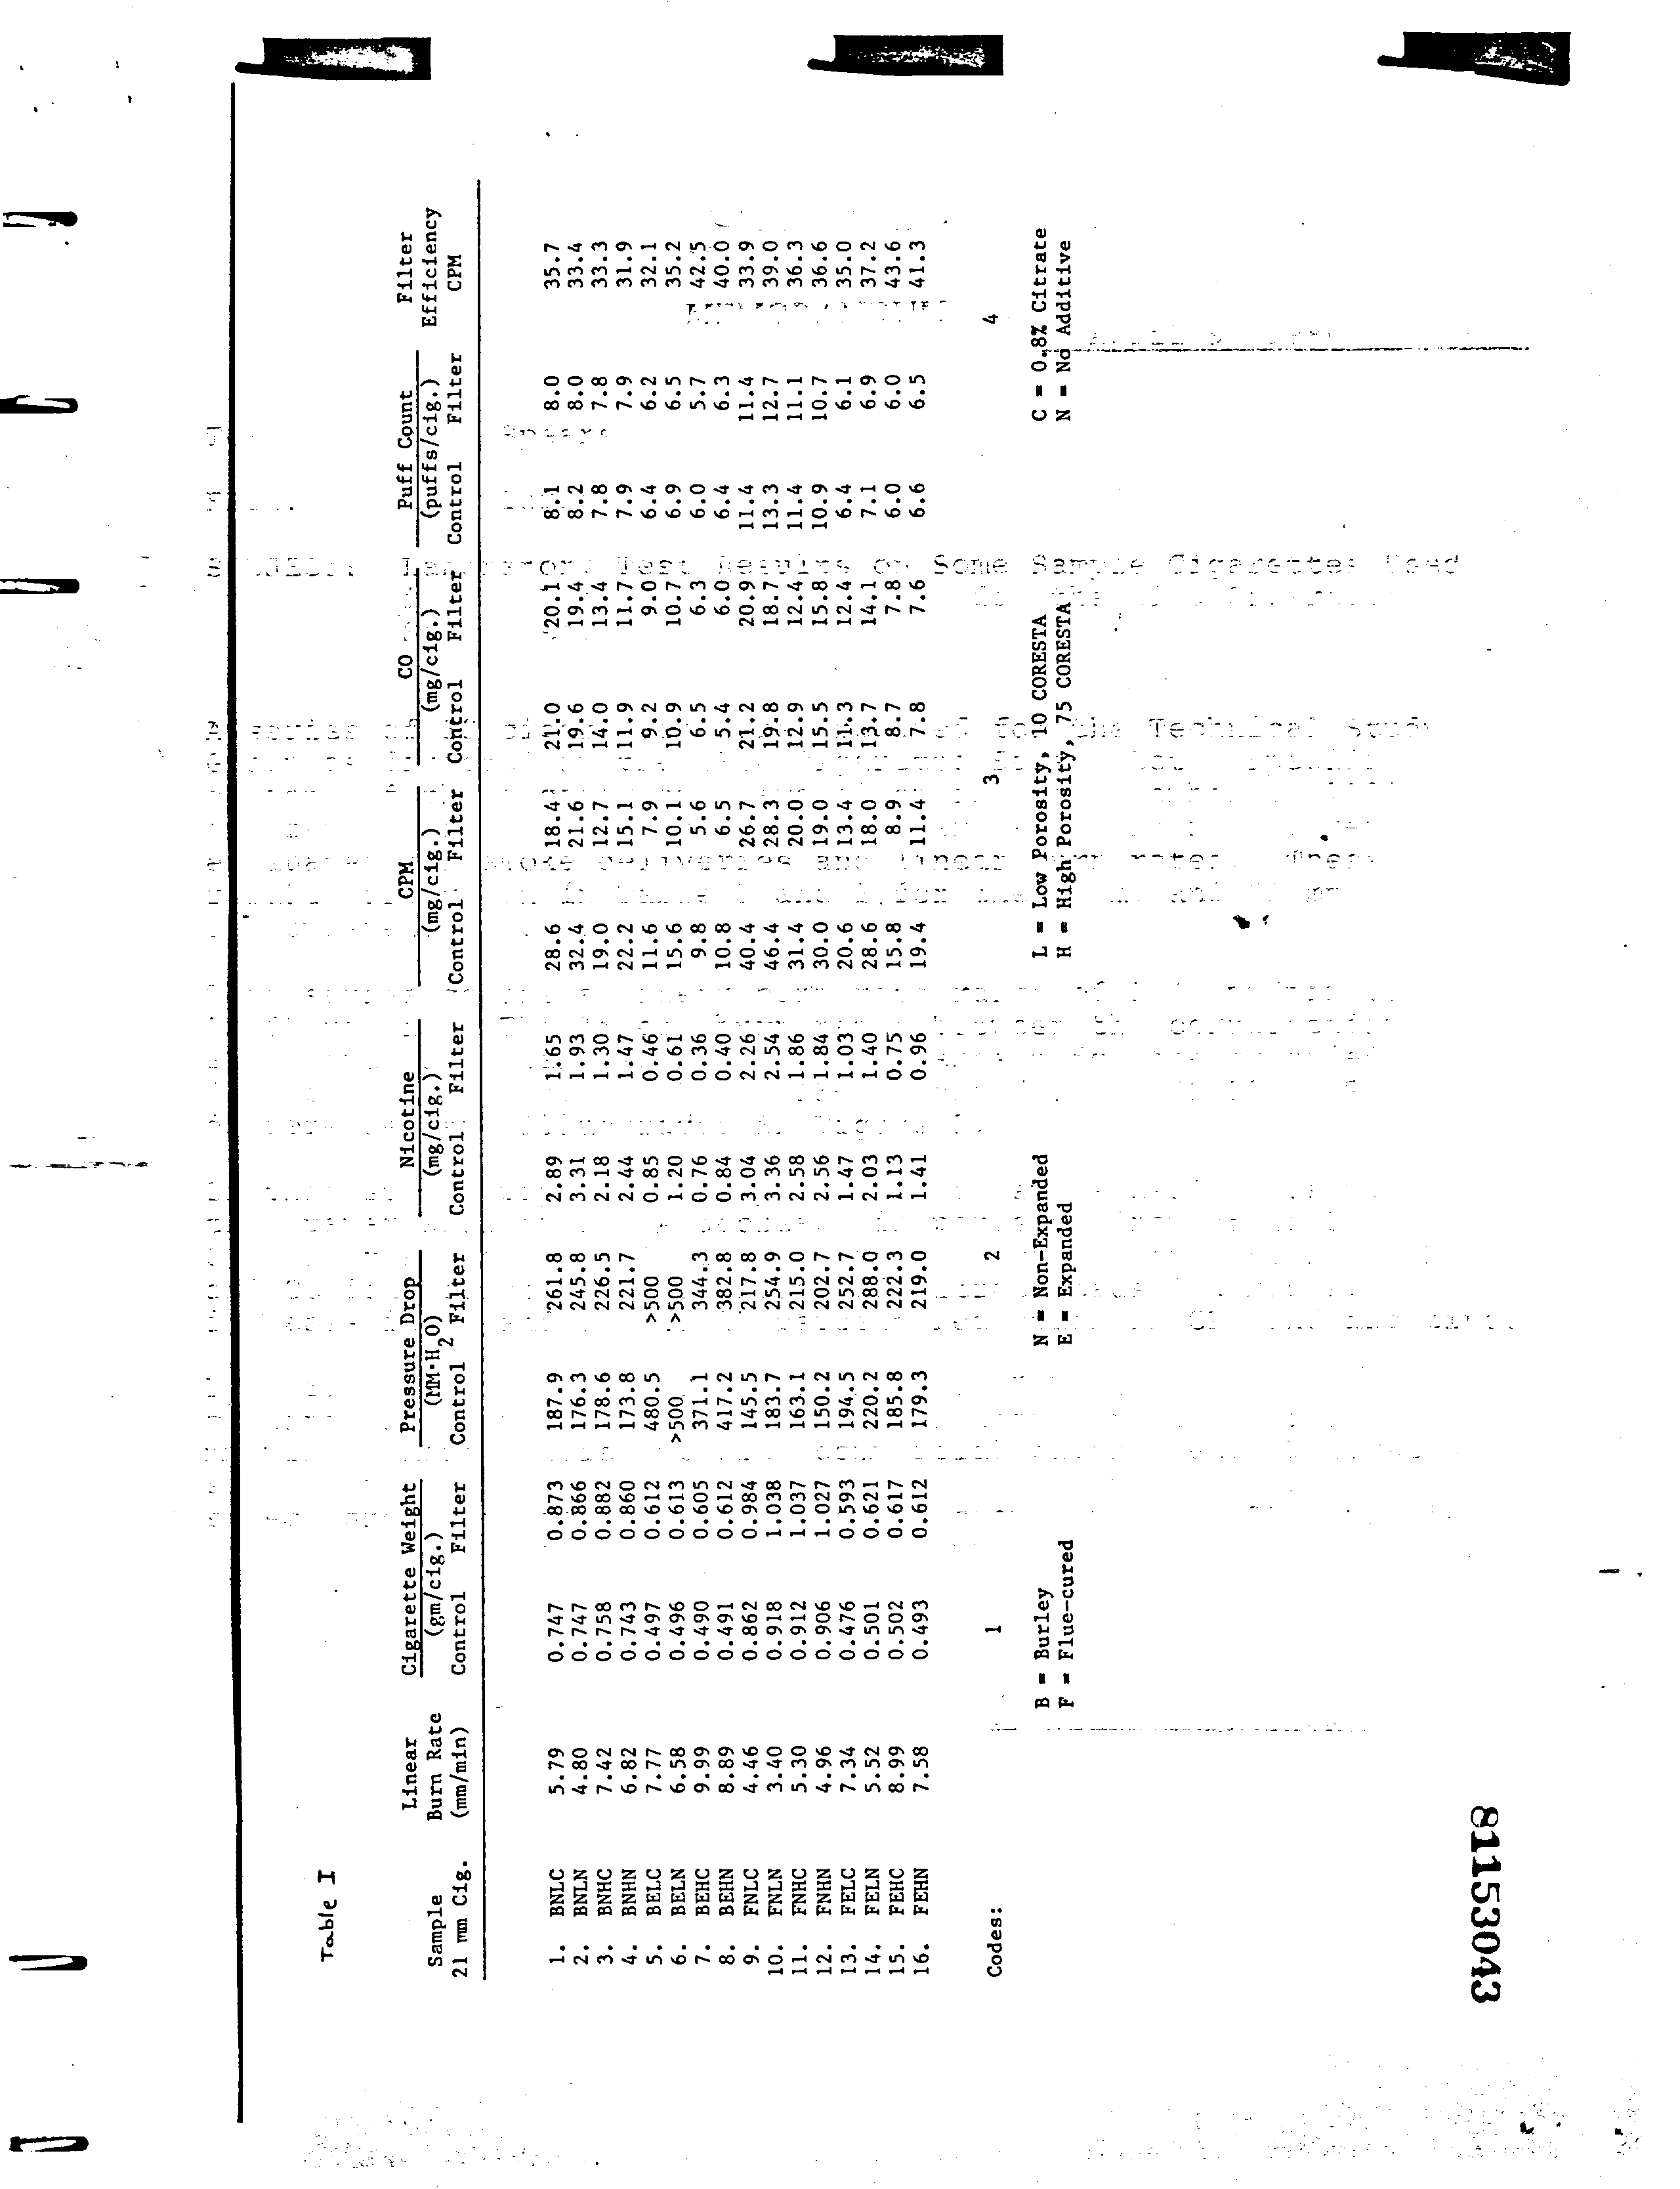 Table I
Sample Linear Cigarette Weight Pressure Drop Nicotine CPM CO Puff Count Filter
21 mm Cig. Burn Rate (gm/cig.) (MM·H2O) (mg/cig.) (mg/cig.) (mg/cig.) (puffs/cig.) Efficiency
(mm/min) Control Filter Control Filter Control Filter Control Filter Control Filter Control Filter CPM
1. BNLC 5.79 0.747 0.873 187.9 261.8 2.89 1.65 28.6 18.4 21.0 20.1 8.1 8.0 35.7
2. BNLN 4.80 0.747 0.866 176.3 245.8 3.31 1.93 32.4 21.6 19.6 19.4 8.2 8.0 33.4
3. BNHC 7.42 0.758 0.882 178.6 226.5 2.18 1.30 19.0 12.7 14.0 13.4 7.8 7.8 33.3
4. BNHN 6.82 0.743 0.860 173.8 221.7 2.44 1.47 22.2 15.1 11.9 11.7 7.9 7.9 31.9
5. BELC 7.77 0.497 0.612 480.5 >500 0.85 0.46 11.6 7.9 9.2 9.0 6.4 6.2 32.1
6. BELN 6.58 0.496 0.613 >500 >500 1.20 0.61 15.6 10.1 10.9 10.7 6.9 6.5 35.2
7. BEHC 9.99 0.490 0.605 371.1 344.3 0.76 0.36 9.8 5.6 6.5 6.3 6.0 5.7 42.5
8. BEHN 8.89 0.491 0.612 417.2 382.8 0.84 0.40 10.8 6.5 5.4 6.0 6.4 6.3 40.0
9. FNLC 4.46 0.862 0.984 145.5 217.8 3.04 2.26 40.4 26.7 21.2 20.9 11.4 11.4 33.9
10. FNLN 3.40 0.918 1.038 183.7 254.9 3.36 2.54 46.4 28.3 19.8 18.7 13.3 12.7 39.0
11. FNHC 5.30 0.912 1.037 163.1 215.0 2.58 1.86 31.4 20.0 12.9 12.4 11.4 11.1 36.3
12. FNHN 4.96 0.906 1.027 150.2 202.7 2.56 1.84 30.0 19.0 15.5 15.8 10.9 10.7 36.6
13. FELC 7.34 0.476 0.593 194.5 252.7 1.47 1.03 20.6 13.4 11.3 12.4 6.4 6.1 35.0
14. FELN 5.52 0.501 0.621 220.2 288.0 2.03 1.40 28.6 18.0 13.7 14.1 7.1 6.9 37.2
15. FEHC 8.99 0.502 0.617 185.8 222.3 1.13 0.75 15.8 8.9 8.7 7.8 6.0 6.0 43.6
16. FEHN 7.58 0.493 0.612 179.3 219.0 1.41 0.96 19.4 11.4 7.8 7.6 6.6 6.5 41.3
Codes: 1 2 3 4
B = Burley N = Non-Expanded L = Low Porosity, 10 CORESTA C = 0.8% Citrate
F = Flue-cured E = Expanded H = High Porosity, 75 CORESTA N = No Additive
81153043